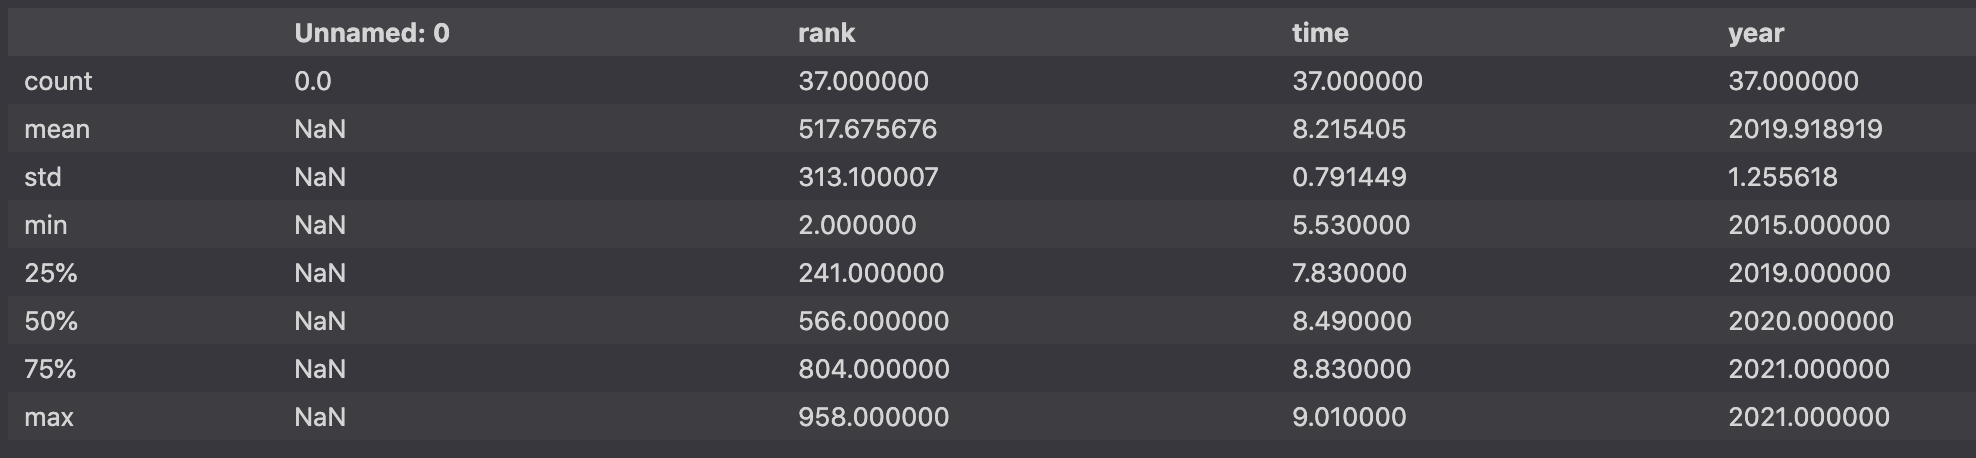 Unnamed: 0 rank time year
count 0.0 37.000000 37.000000 37.000000
mean NaN 517.675676 8.215405 2019.918919
std NaN 313.100007 0.791449 1.255618
min NaN 2.000000 5.530000 2015.000000
25% NaN 241.000000 7.830000 2019.000000
50% NaN 566.000000 8.490000 2020.000000
75% NaN 804.000000 8.830000 2021.000000
max NaN 958.000000 9.010000 2021.000000